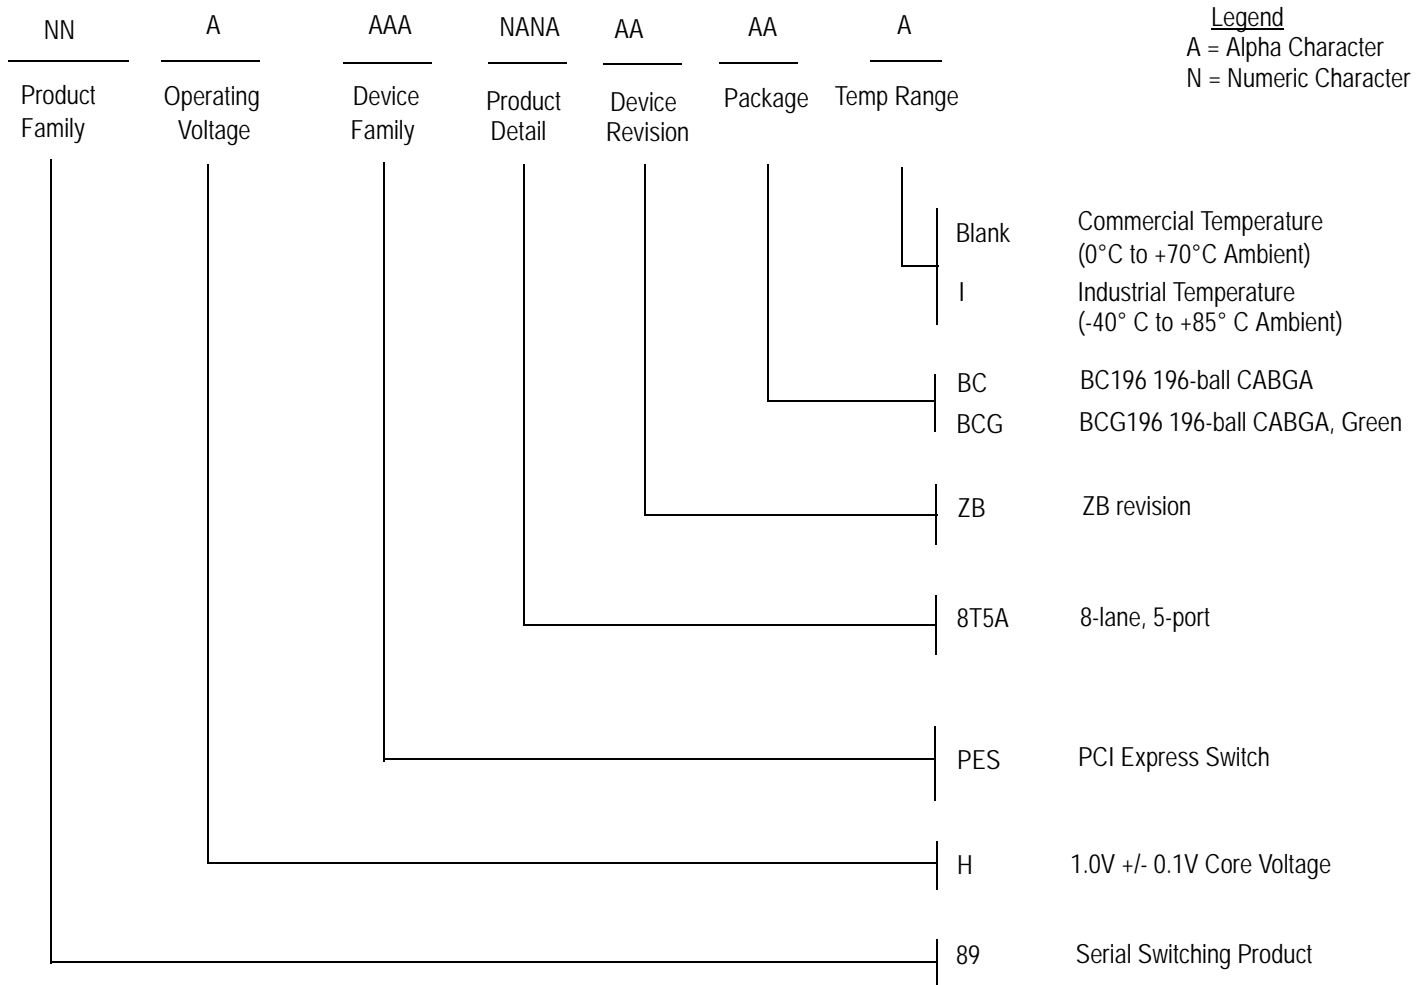 NN A AAA NANA AA AA A
Legend
A = Alpha Character
N = Numeric Character
Product Family
Operating Voltage
Device Family
Product Detail
Device Revision
Package
Temp Range
Blank Commercial Temperature
(0°C to +70°C Ambient)
I Industrial Temperature
(-40° C to +85° C Ambient)
BC BC196 196-ball CABGA
BCG BCG196 196-ball CABGA, Green
ZB ZB revision
8T5A 8-lane, 5-port
PES PCI Express Switch
H 1.0V +/- 0.1V Core Voltage
89 Serial Switching Product